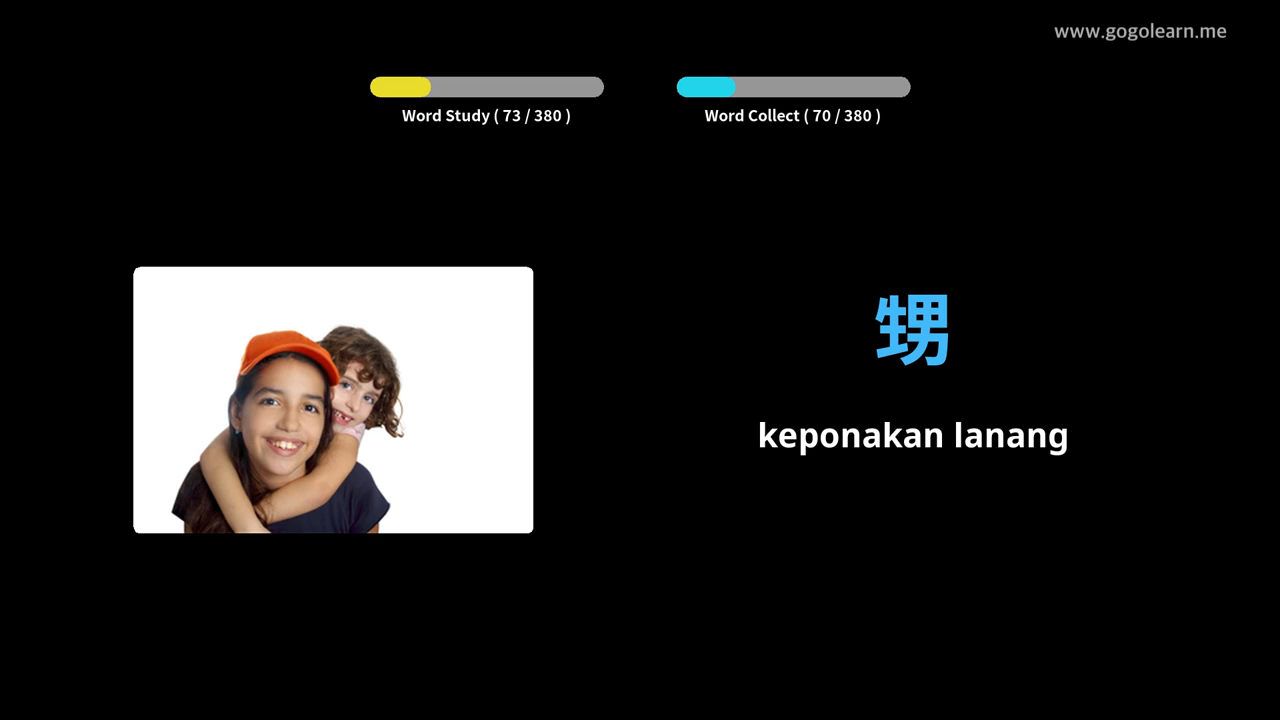 www.gogolearn.me
Word Study ( 73 / 380 )
Word Collect ( 70 / 380 )
甥
keponakan lanang